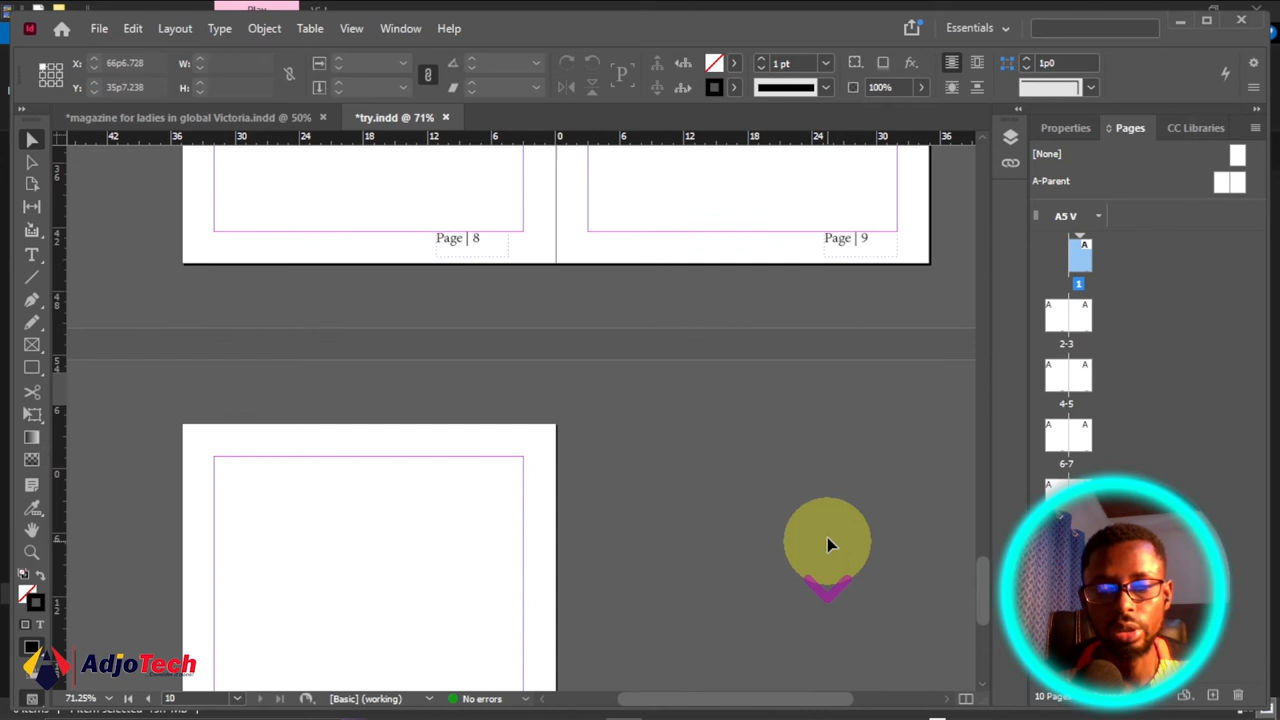 File Edit Layout Type Object Table View Window Help
Essentials
X: 66p6.728 W: 1 pt 1p0
Y: 35p7.238 H: 100%
*magazine for ladies in global Victoria.indd @ 50% *try.indd @ 71%
42 36 30 24 18 12 6 0 6 12 18 24 30 36
Properties Pages CC Libraries
[None]
A-Parent
A5 V
A
1
A A
2-3
A A
4-5
A A
6-7
A
Page | 8 Page | 9
AdjoTech
71.25% 10 [Basic] (working) No errors
10 Pages